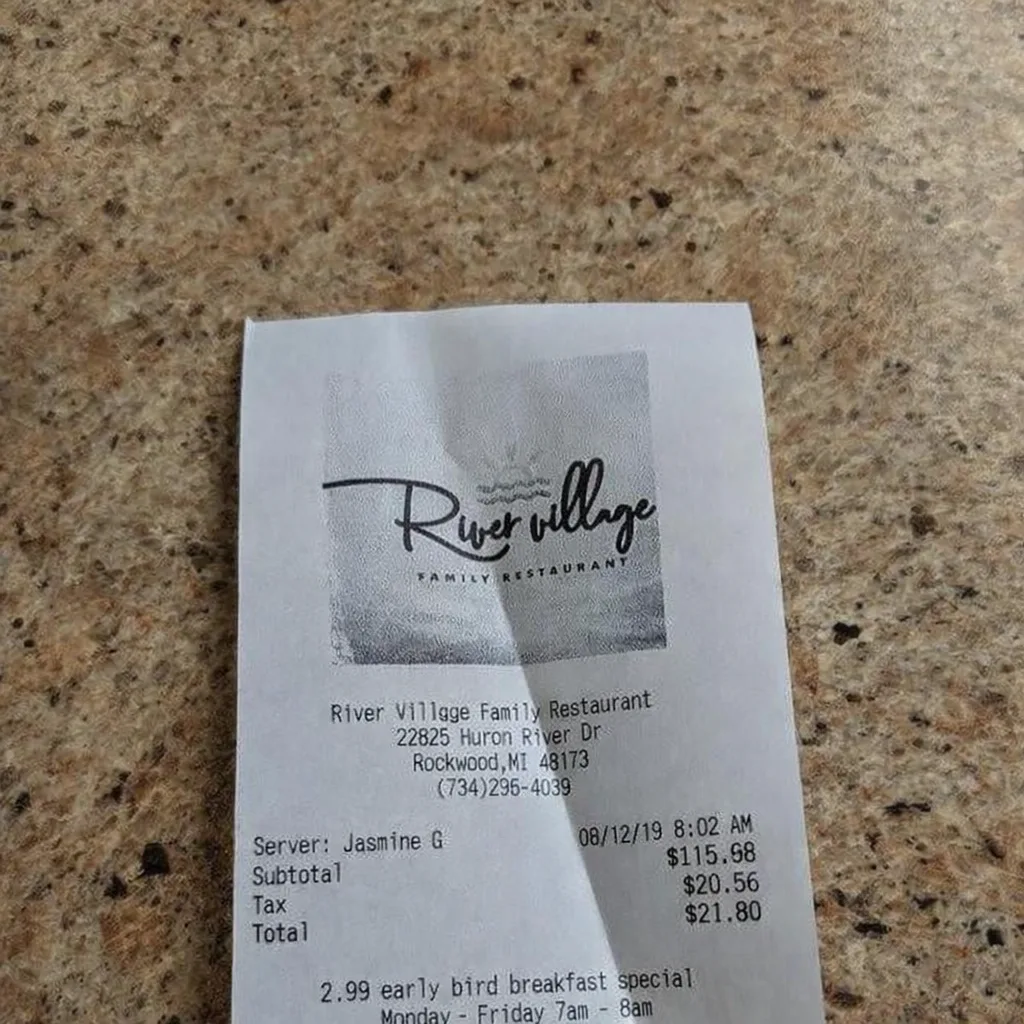 River village
FAMILY RESTAURANT
River Villgge Family Restaurant
22825 Huron River Dr
Rockwood,MI 48173
(734)295-4039
Server: Jasmine G 08/12/19 8:02 AM
Subtotal $115.68
Tax $20.56
Total $21.80
2.99 early bird breakfast special
Monday - Friday 7am - 8am